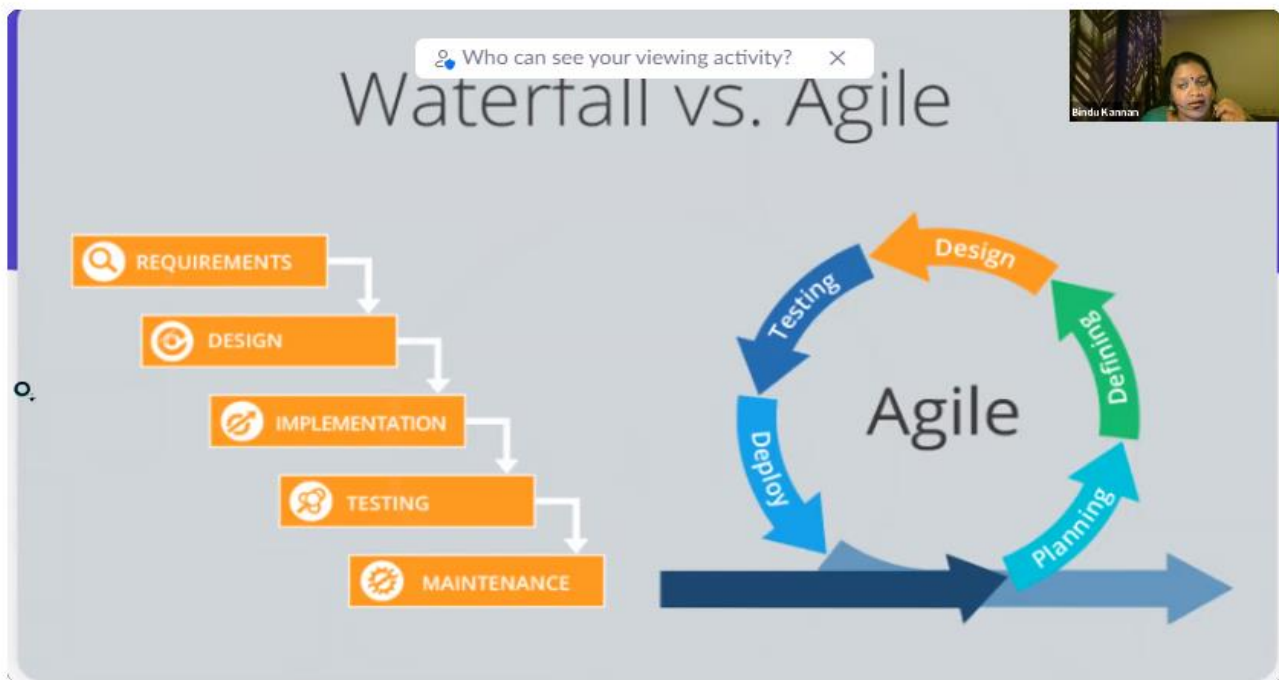 Who can see your viewing activity?
Waterfall vs. Agile
Bindu Kannan
REQUIREMENTS
DESIGN
IMPLEMENTATION
TESTING
MAINTENANCE
Design
Testing
Defining
Agile
Deploy
Planning